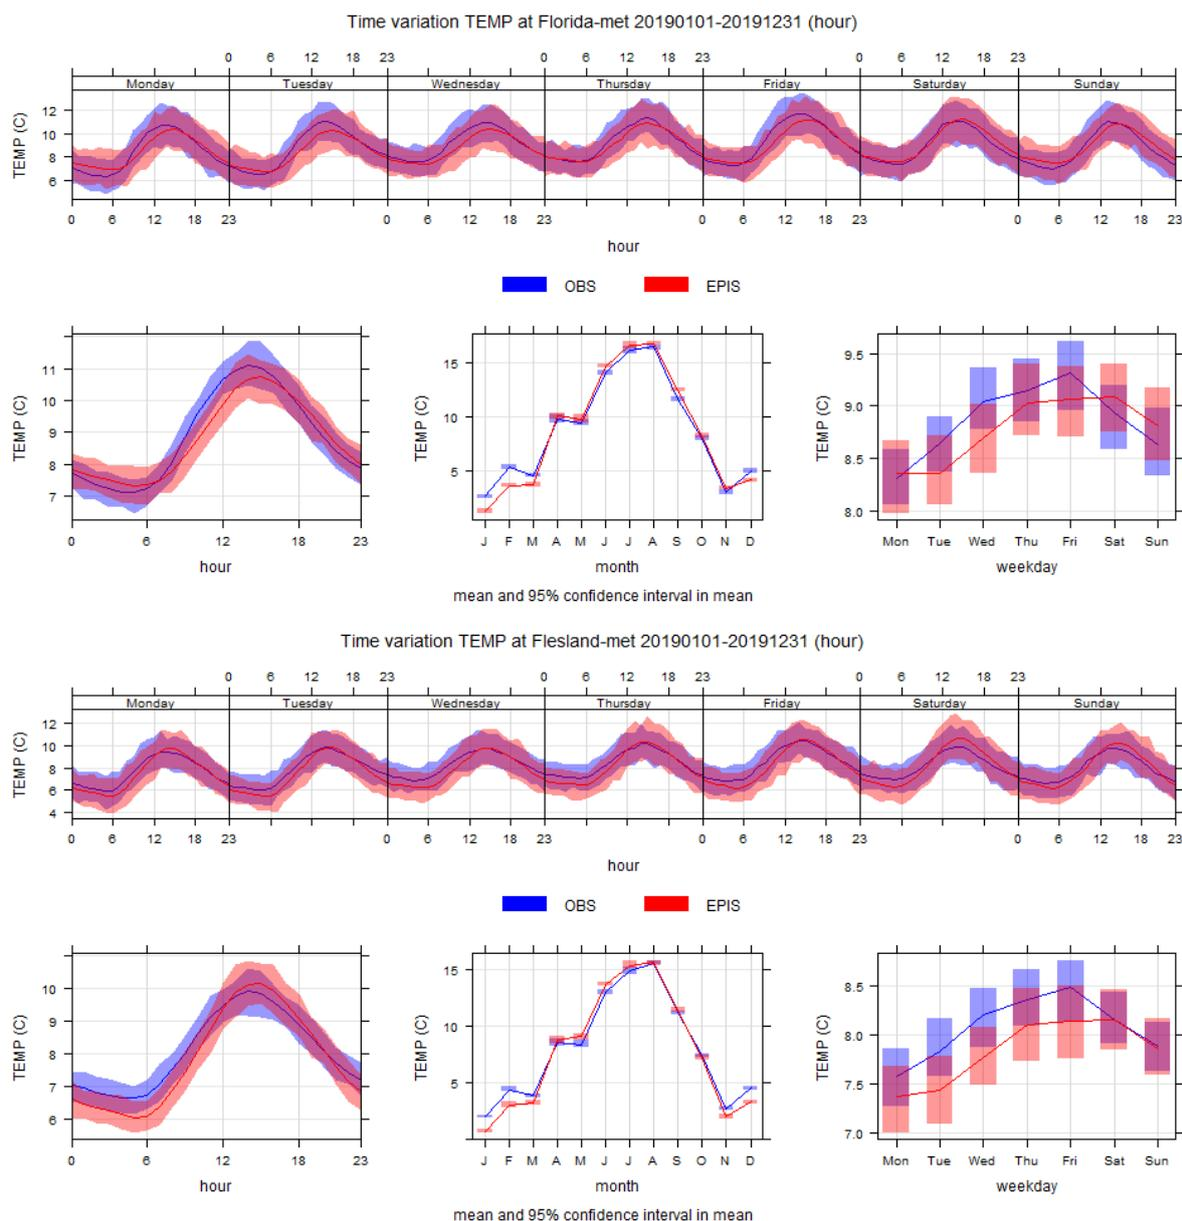 Time variation TEMP at Florida-met 20190101-20191231 (hour)
0 6 12 18 23 0 6 12 18 23 0 6 12 18 23
Monday Tuesday Wednesday Thursday Friday Saturday Sunday
TEMP (C)
12
10
8
6
0 6 12 18 23 0 6 12 18 23 0 6 12 18 23 0 6 12 18 23
hour
OBS EPIS
TEMP (C)
11
10
9
8
7
0 6 12 18 23
hour
TEMP (C)
15
10
5
J F M A M J J A S O N D
month
TEMP (C)
9.5
9.0
8.5
8.0
Mon Tue Wed Thu Fri Sat Sun
weekday
mean and 95% confidence interval in mean
Time variation TEMP at Flesland-met 20190101-20191231 (hour)
0 6 12 18 23 0 6 12 18 23 0 6 12 18 23
Monday Tuesday Wednesday Thursday Friday Saturday Sunday
TEMP (C)
12
10
8
6
4
0 6 12 18 23 0 6 12 18 23 0 6 12 18 23 0 6 12 18 23
hour
OBS EPIS
TEMP (C)
10
9
8
7
6
0 6 12 18 23
hour
TEMP (C)
15
10
5
J F M A M J J A S O N D
month
TEMP (C)
8.5
8.0
7.5
7.0
Mon Tue Wed Thu Fri Sat Sun
weekday
mean and 95% confidence interval in mean